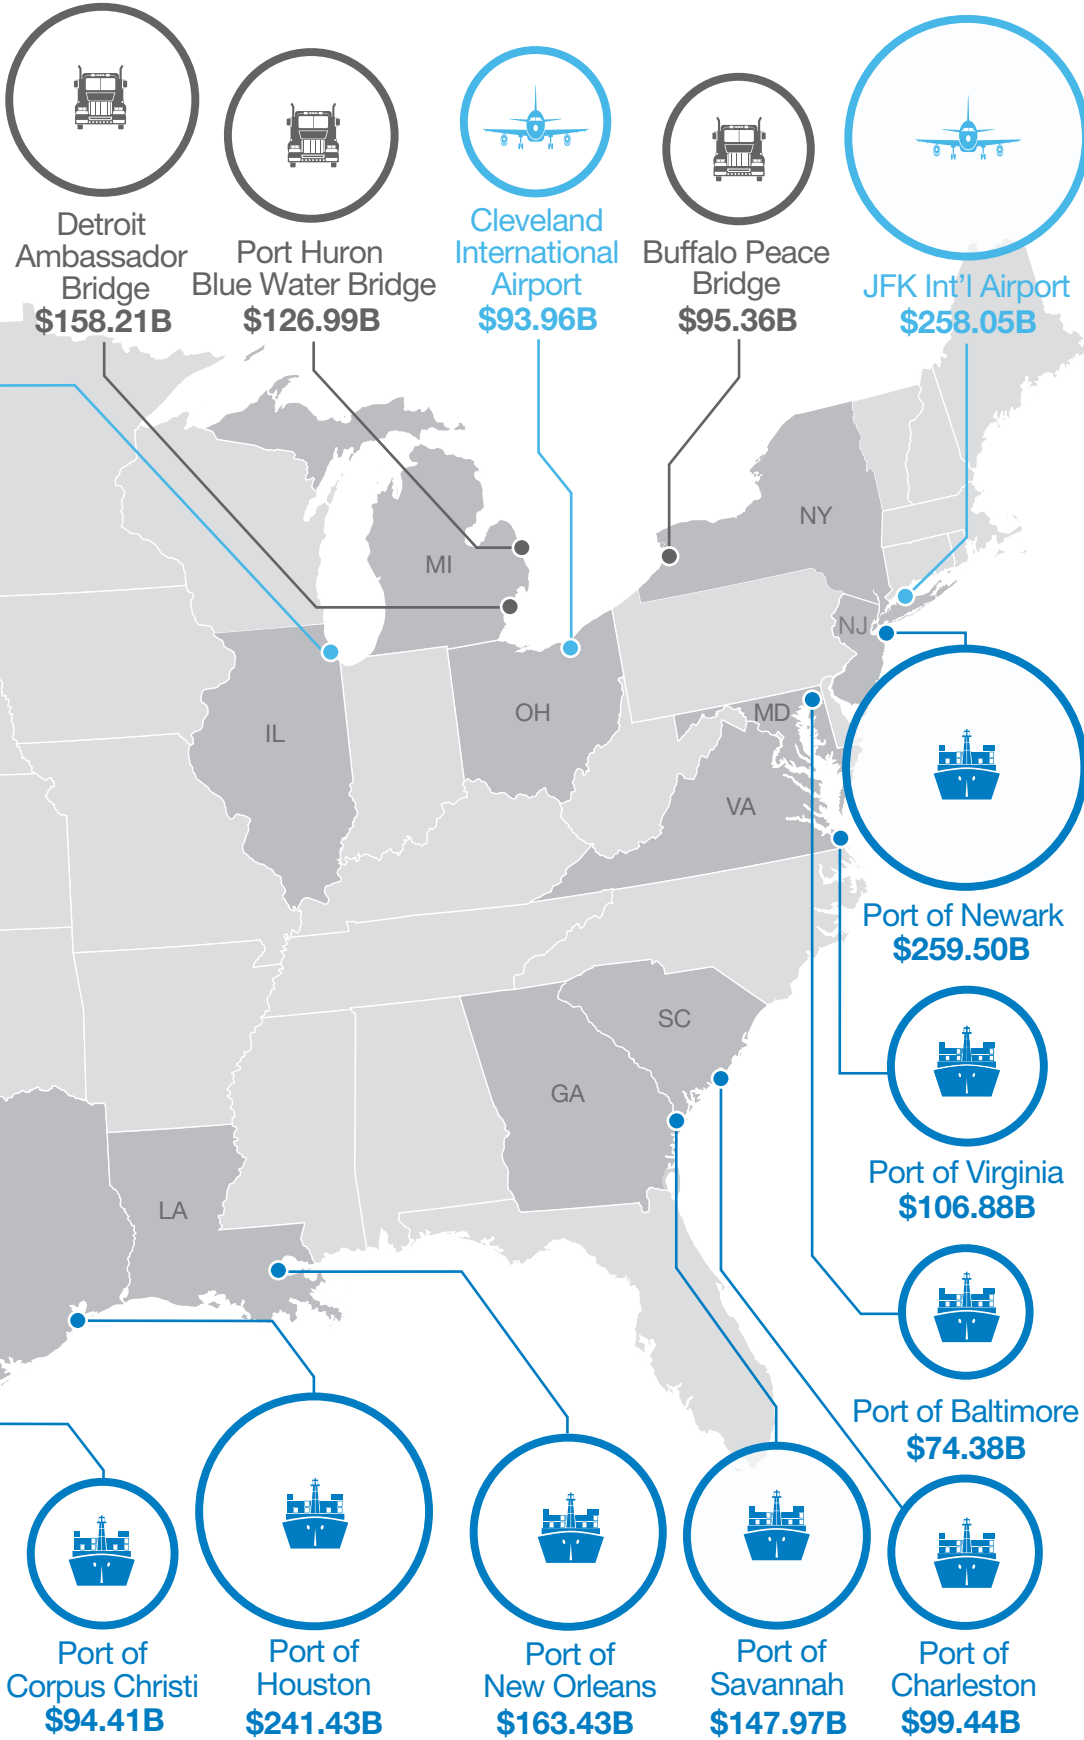 Detroit
Ambassador
Bridge
$158.21B
Port Huron
Blue Water Bridge
$126.99B
Cleveland
International
Airport
$93.96B
Buffalo Peace
Bridge
$95.36B
JFK Int'l Airport
$258.05B
NY
MI
NJ
OH
MD
IL
VA
Port of Newark
$259.50B
SC
GA
Port of Virginia
$106.88B
LA
Port of Baltimore
$74.38B
Port of
Corpus Christi
$94.41B
Port of
Houston
$241.43B
Port of
New Orleans
$163.43B
Port of
Savannah
$147.97B
Port of
Charleston
$99.44B